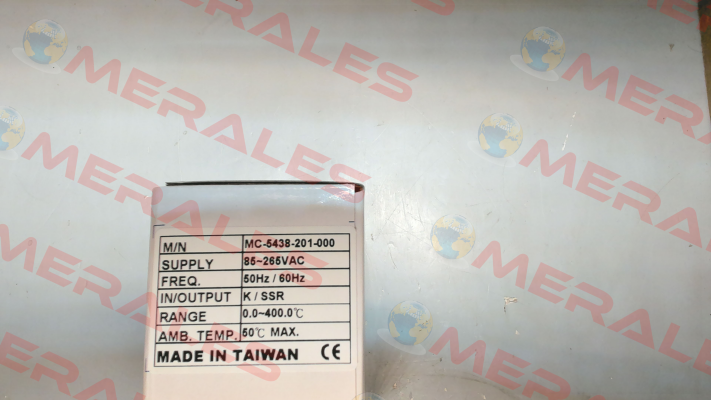 MERALES
MERALES
MERALES
MERALES
MERALES
MERALES
M/N MC-5438-201-000
SUPPLY 85~265VAC
FREQ. 50Hz / 60Hz
IN/OUTPUT K / SSR
RANGE 0.0~400.0℃
AMB. TEMP. 50℃ MAX.
MADE IN TAIWAN CE